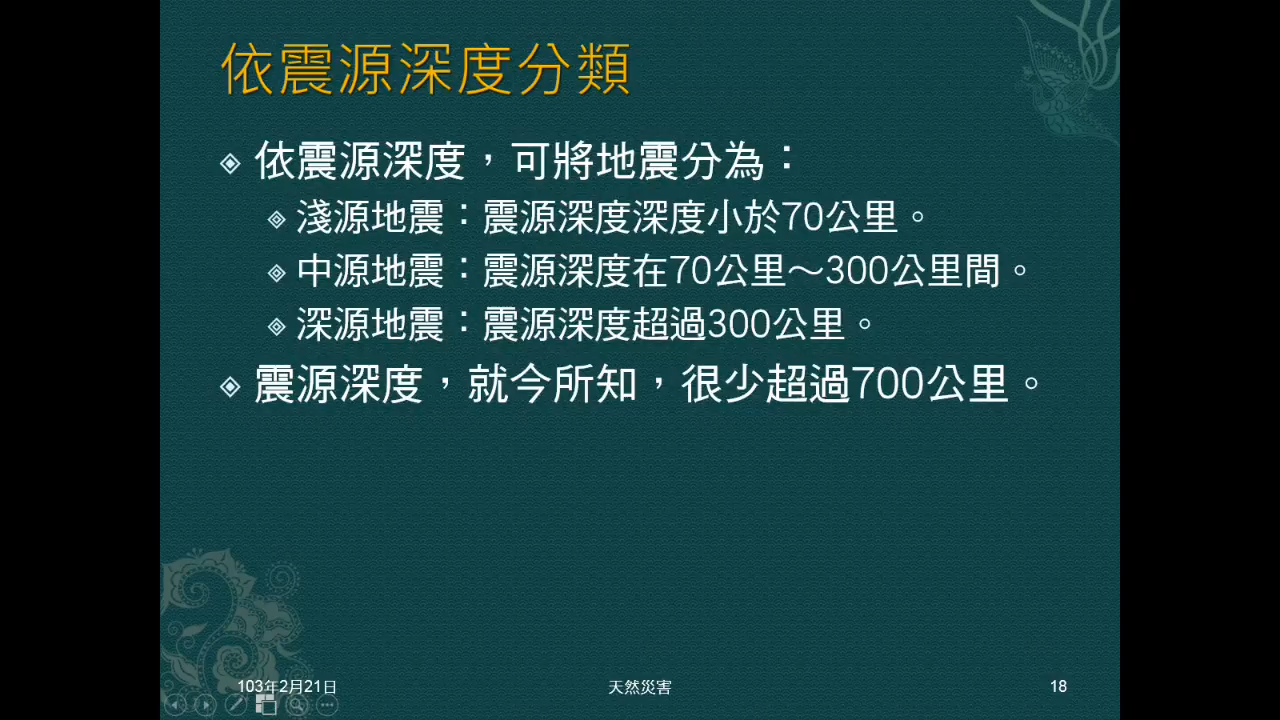 依震源深度分類
依震源深度，可將地震分為：
淺源地震：震源深度深度小於70公里。
中源地震：震源深度在70公里～300公里間。
深源地震：震源深度超過300公里。
震源深度，就今所知，很少超過700公里。
103年2月21日
天然災害
18